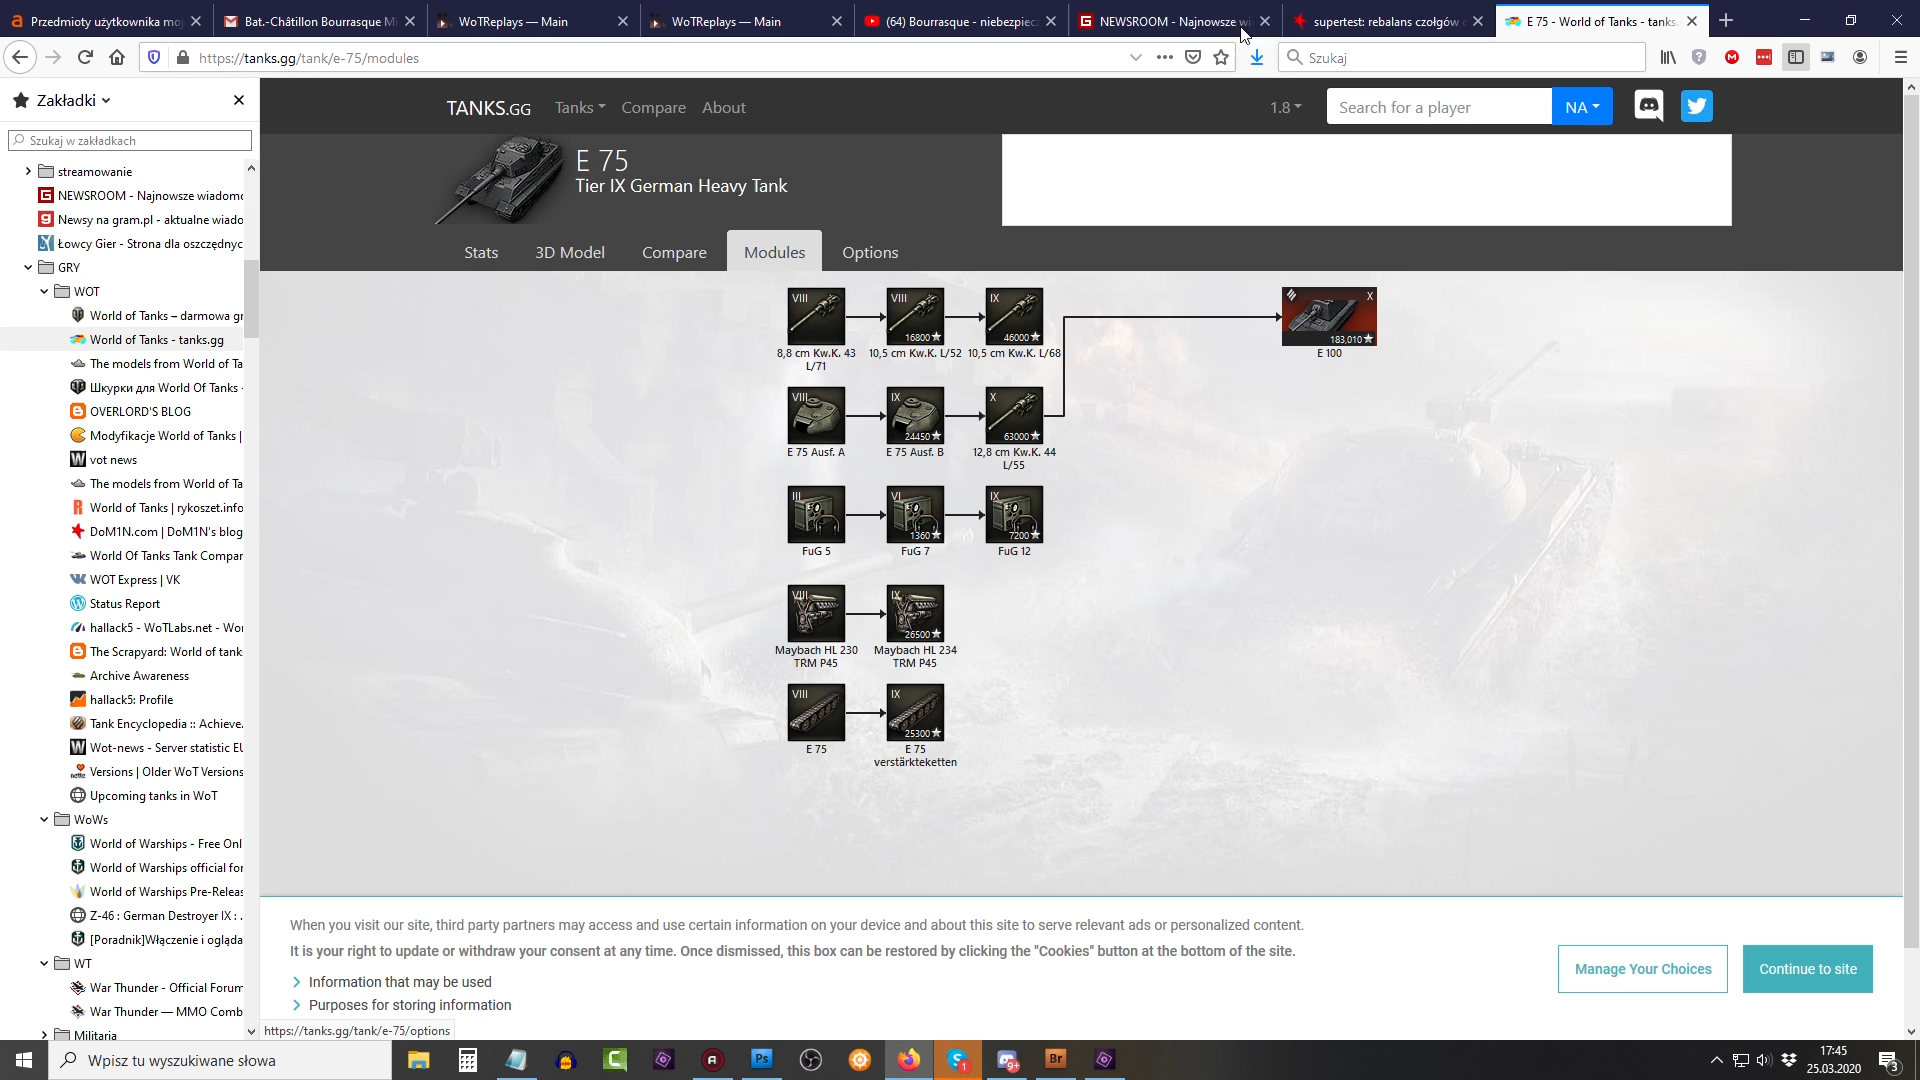 Przedmioty użytkownika mo
Bat.-Châtillon Bourrasque Mi
WoTReplays — Main
WoTReplays — Main
(64) Bourrasque - niebezpiec
NEWSROOM - Najnowsze wi
supertest: rebalans czołgów
E 75 - World of Tanks - tanks.
https://tanks.gg/tank/e-75/modules
Szukaj
Zakładki
Szukaj w zakładkach
streamowanie
NEWSROOM - Najnowsze wiadomo
Newsy na gram.pl - aktualne wiado
Łowcy Gier - Strona dla oszczędnyc
GRY
WOT
World of Tanks – darmowa gr
World of Tanks - tanks.gg
The models from World of Ta
Шкурки для World Of Tanks -
OVERLORD'S BLOG
Modyfikacje World of Tanks |
vot news
The models from World of Ta
World of Tanks | rykoszet.info
DoM1N.com | DoM1N's blog
World Of Tanks Tank Compar
WOT Express | VK
Status Report
hallack5 - WoTLabs.net - Wor
The Scrapyard: World of tank
Archive Awareness
hallack5: Profile
Tank Encyclopedia :: Achieve.
Wot-news - Server statistic EU
Versions | Older WoT Versions
Upcoming tanks in WoT
WoWs
World of Warships - Free Onl
World of Warships official for
World of Warships Pre-Releas
Z-46 : German Destroyer IX : .
[Poradnik]Włączenie i ogląda
WT
War Thunder - Official Forum
War Thunder — MMO Comb
Militaria
TANKS.GG
Tanks
Compare
About
1.8
Search for a player
NA
E 75
Tier IX German Heavy Tank
Stats
3D Model
Compare
Modules
Options
VIII
VIII
16800
IX
46000
X
183,010
8,8 cm Kw.K. 43 L/71
10,5 cm Kw.K. L/52
10,5 cm Kw.K. L/68
E 100
VIII
IX
24450
X
63000
E 75 Ausf. A
E 75 Ausf. B
12,8 cm Kw.K. 44 L/55
III
VI
1360
IX
7200
FuG 5
FuG 7
FuG 12
VIII
IX
26500
Maybach HL 230 TRM P45
Maybach HL 234 TRM P45
VIII
IX
25300
E 75
E 75 verstärkteketten
When you visit our site, third party partners may access and use certain information on your device and about this site to serve relevant ads or personalized content.
It is your right to update or withdraw your consent at any time. Once dismissed, this box can be restored by clicking the "Cookies" button at the bottom of the site.
Information that may be used
Purposes for storing information
Manage Your Choices
Continue to site
https://tanks.gg/tank/e-75/options
Wpisz tu wyszukiwane słowa
Ps
Br
1
9+
17:45
25.03.2020
3